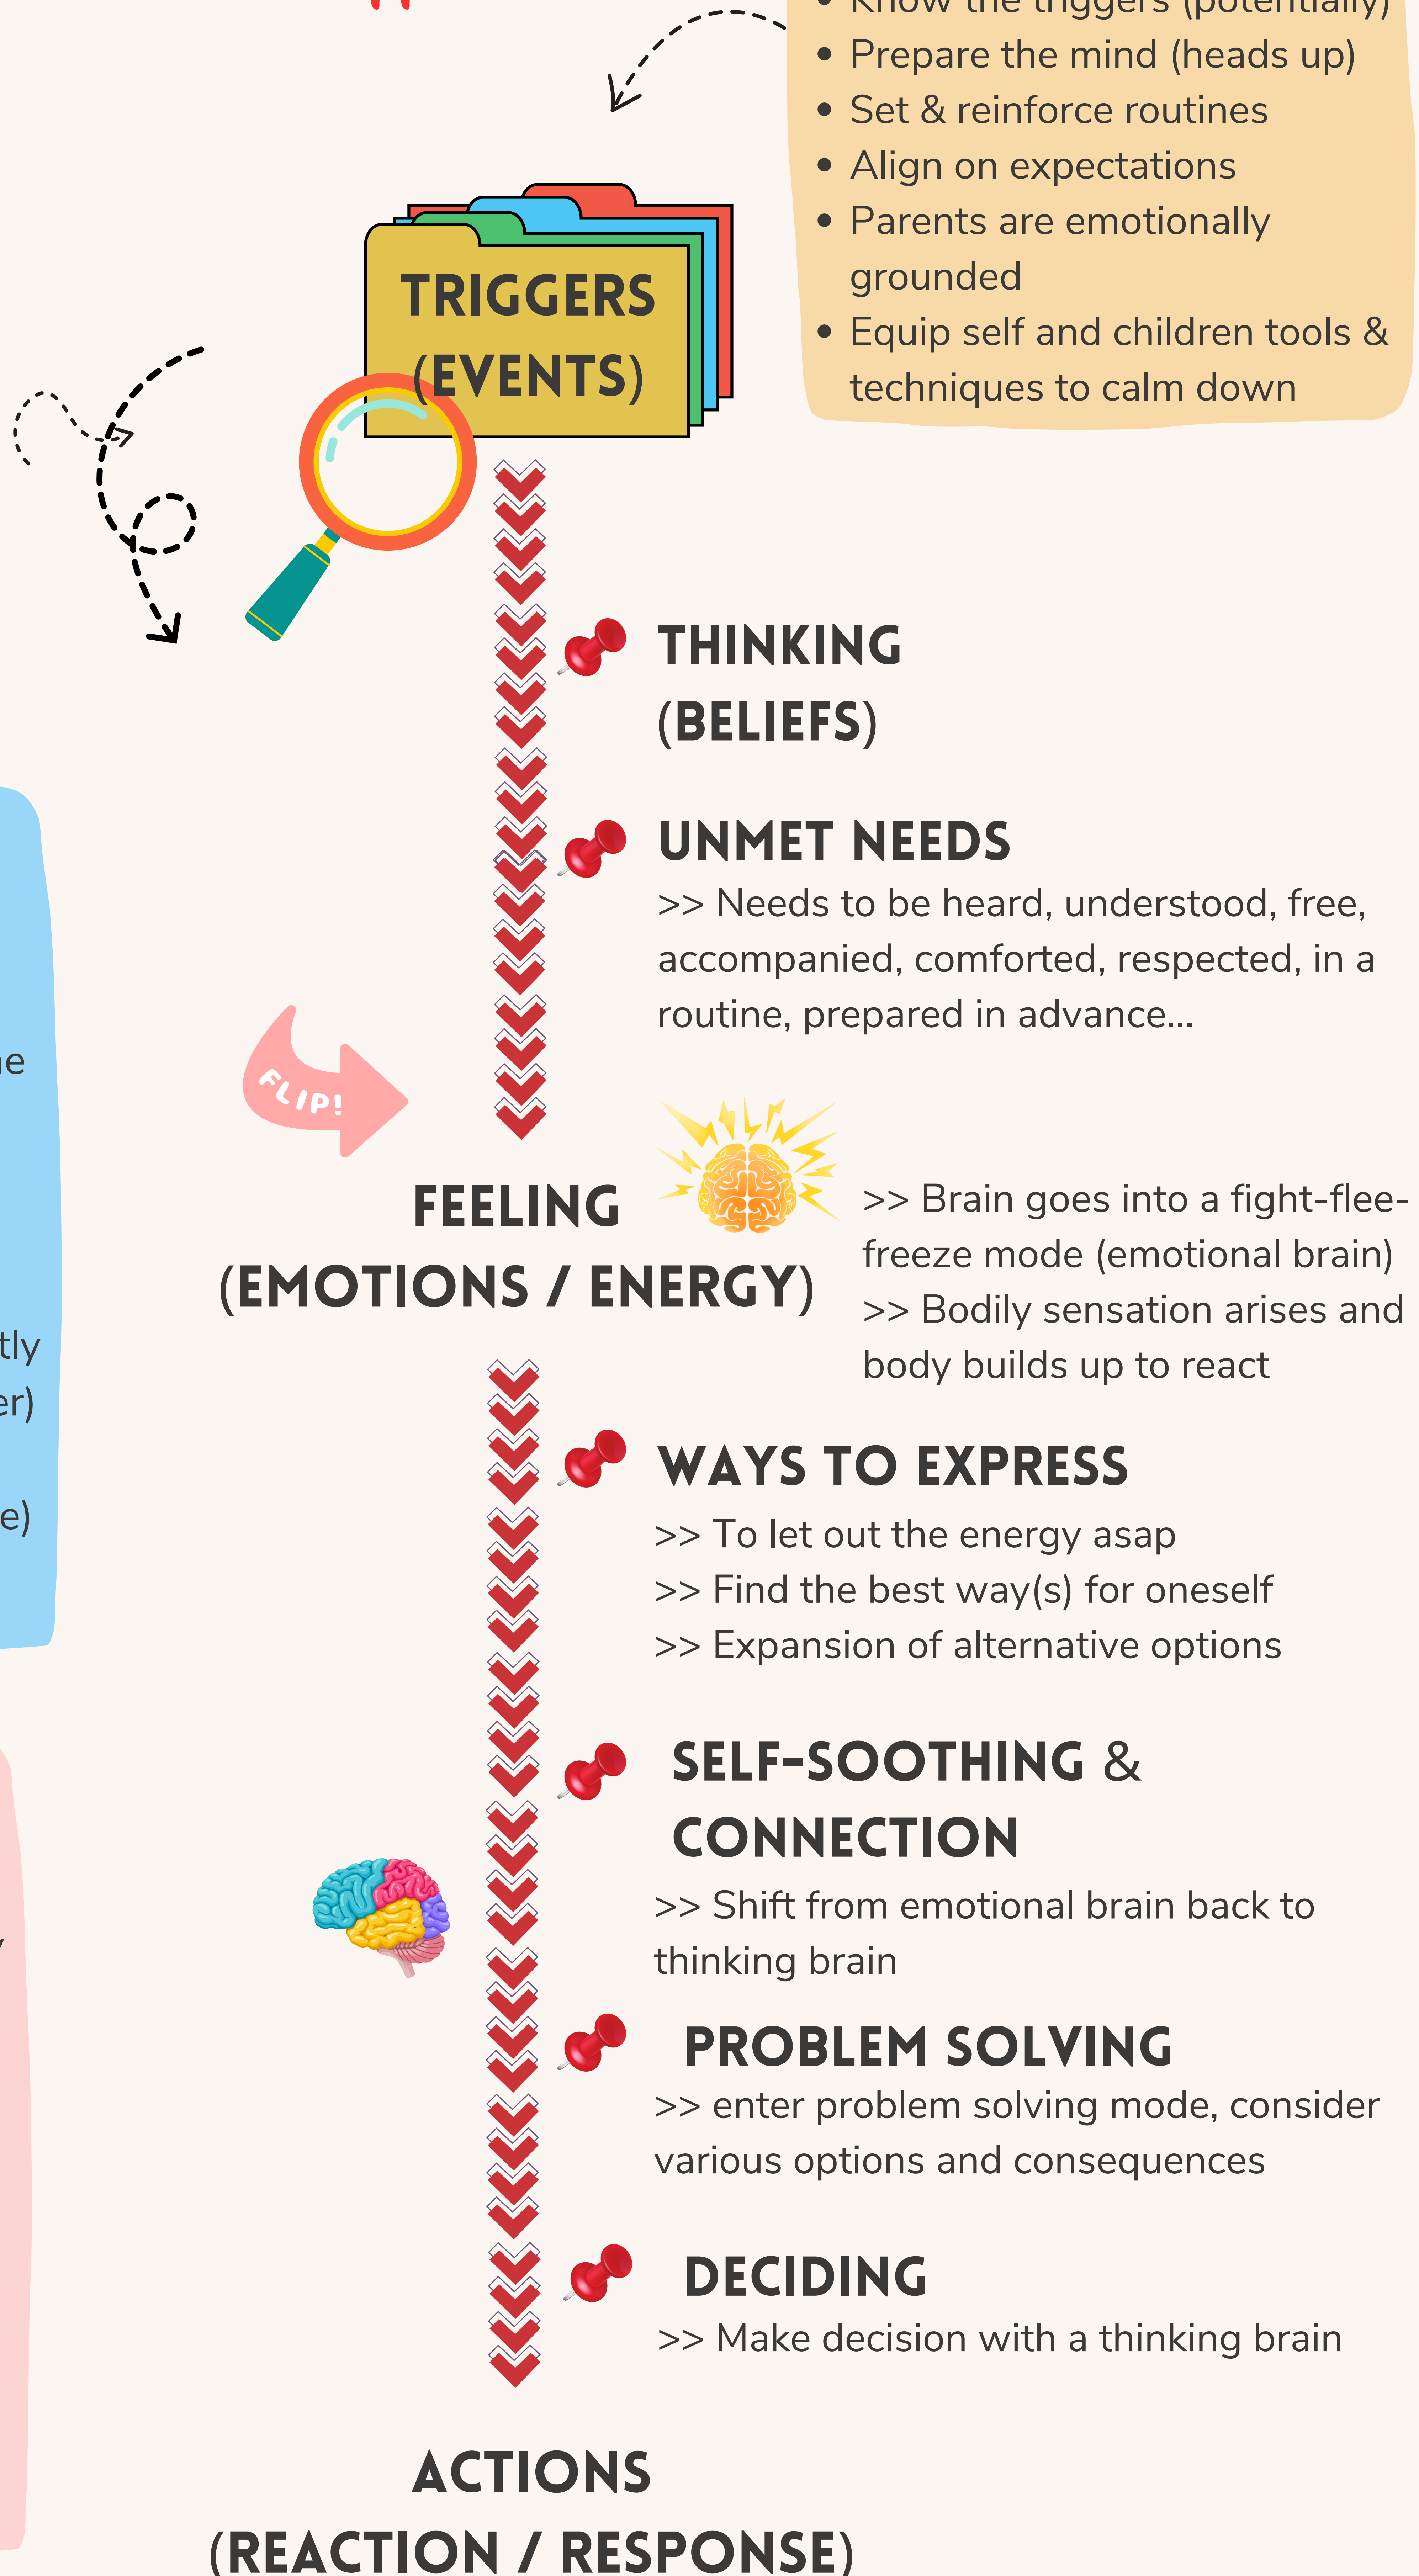 Know the triggers (potentially)
• Prepare the mind (heads up)
• Set & reinforce routines
• Align on expectations
• Parents are emotionally
grounded
• Equip self and children tools &
techniques to calm down
TRIGGERS
(EVENTS)
THINKING
(BELIEFS)
UNMET NEEDS
>> Needs to be heard, understood, free,
accompanied, comforted, respected, in a
routine, prepared in advance...
FLIP!
FEELING
(EMOTIONS / ENERGY)
>> Brain goes into a fight-flee-
freeze mode (emotional brain)
>> Bodily sensation arises and
body builds up to react
WAYS TO EXPRESS
>> To let out the energy asap
>> Find the best way(s) for oneself
>> Expansion of alternative options
SELF-SOOTHING &
CONNECTION
>> Shift from emotional brain back to
thinking brain
PROBLEM SOLVING
>> enter problem solving mode, consider
various options and consequences
DECIDING
>> Make decision with a thinking brain
ACTIONS
(REACTION / RESPONSE)